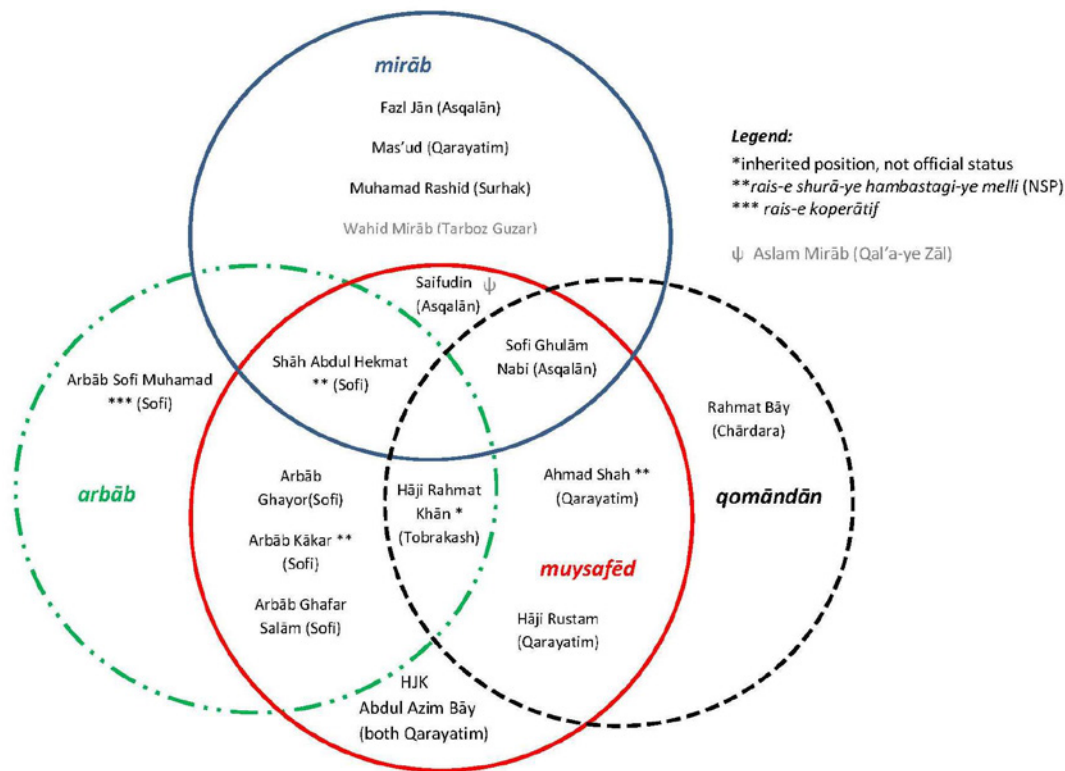 mirāb
Fazl Jān (Asqalān)
Mas'ud (Qarayatim)
Muhamad Rashid (Surhak)
Wahid Mirāb (Tarboz Guzar)
Legend:
*inherited position, not official status
**rais-e shurā-ye hambastagi-ye melli (NSP)
*** rais-e koperātif
ψ Aslam Mirāb (Qal'a-ye Zāl)
Saifudin ψ
(Asqalān)
Shāh Abdul Hekmat
** (Sofi)
Sofi Ghulām
Nabi (Asqalān)
Arbāb Sofi Muhamad
*** (Sofi)
Rahmat Bāy
(Chārdara)
arbāb
Arbāb
Ghayor(Sofi)
Arbāb Kākar **
(Sofi)
Arbāb Ghafar
Salām (Sofi)
Hāji Rahmat
Khān *
(Tobrakash)
Ahmad Shah **
(Qarayatim)
qomāndān
muysafēd
Hāji Rustam
(Qarayatim)
HJK
Abdul Azim Bāy
(both Qarayatim)